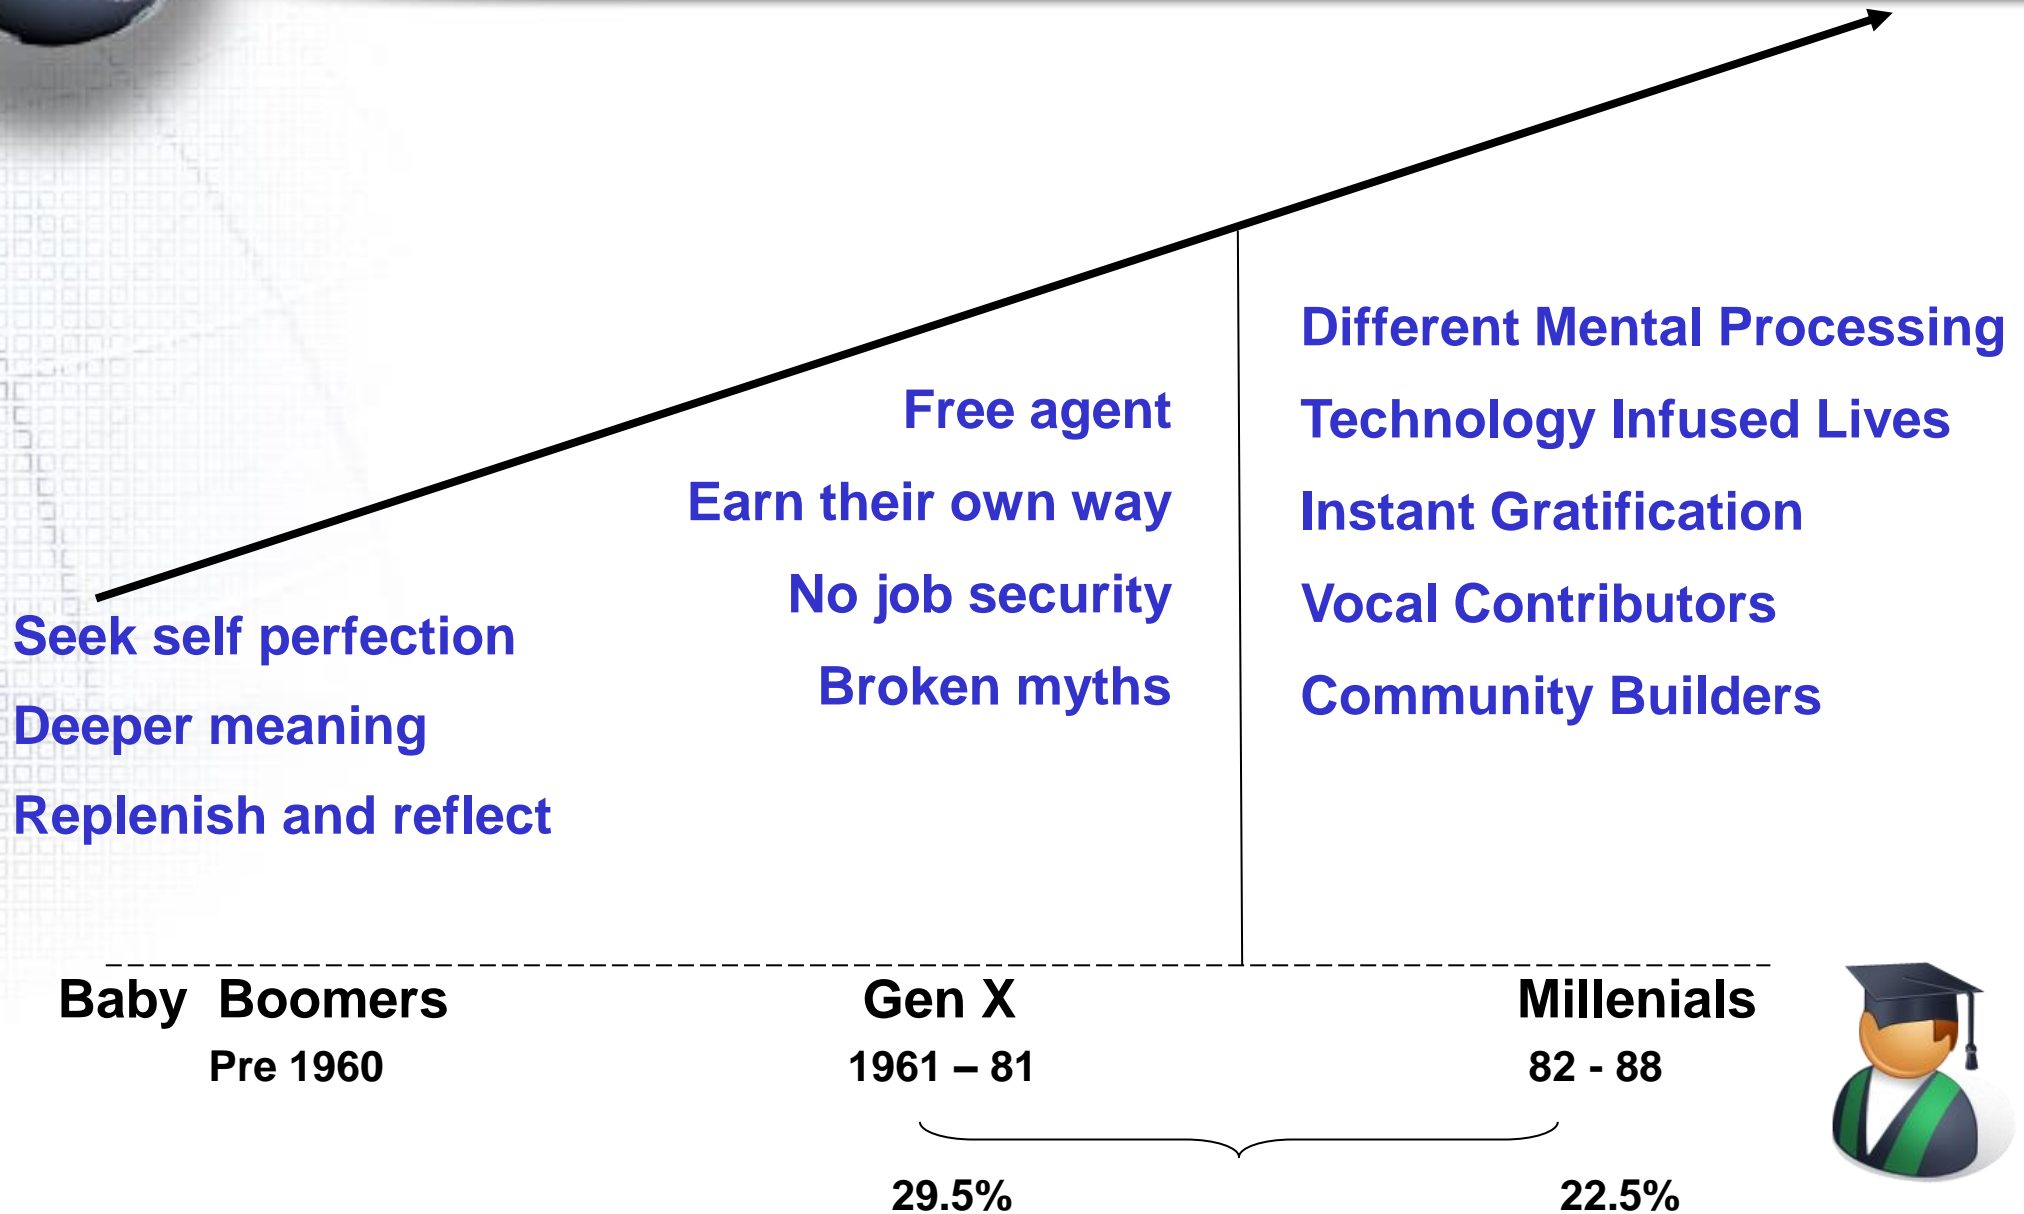 Seek self perfection
Deeper meaning
Replenish and reflect
Free agent
Earn their own way
No job security
Broken myths
Different Mental Processing
Technology Infused Lives
Instant Gratification
Vocal Contributors
Community Builders
Baby Boomers
Pre 1960
Gen X
1961 – 81
Millenials
82 - 88
29.5%
22.5%